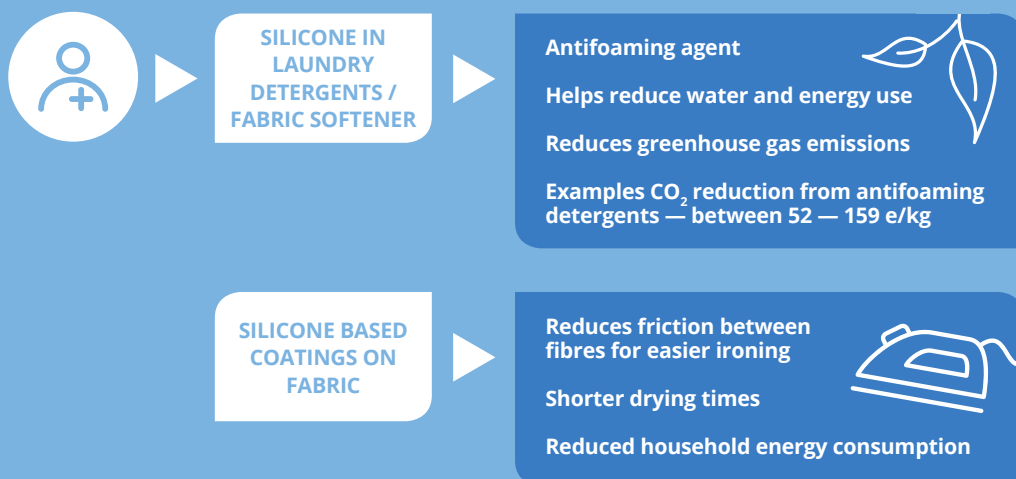 SILICONE IN
LAUNDRY
DETERGENTS /
FABRIC SOFTENER
Antifoaming agent
Helps reduce water and energy use
Reduces greenhouse gas emissions
Examples CO₂ reduction from antifoaming
detergents — between 52 — 159 e/kg
SILICONE BASED
COATINGS ON
FABRIC
Reduces friction between
fibres for easier ironing
Shorter drying times
Reduced household energy consumption